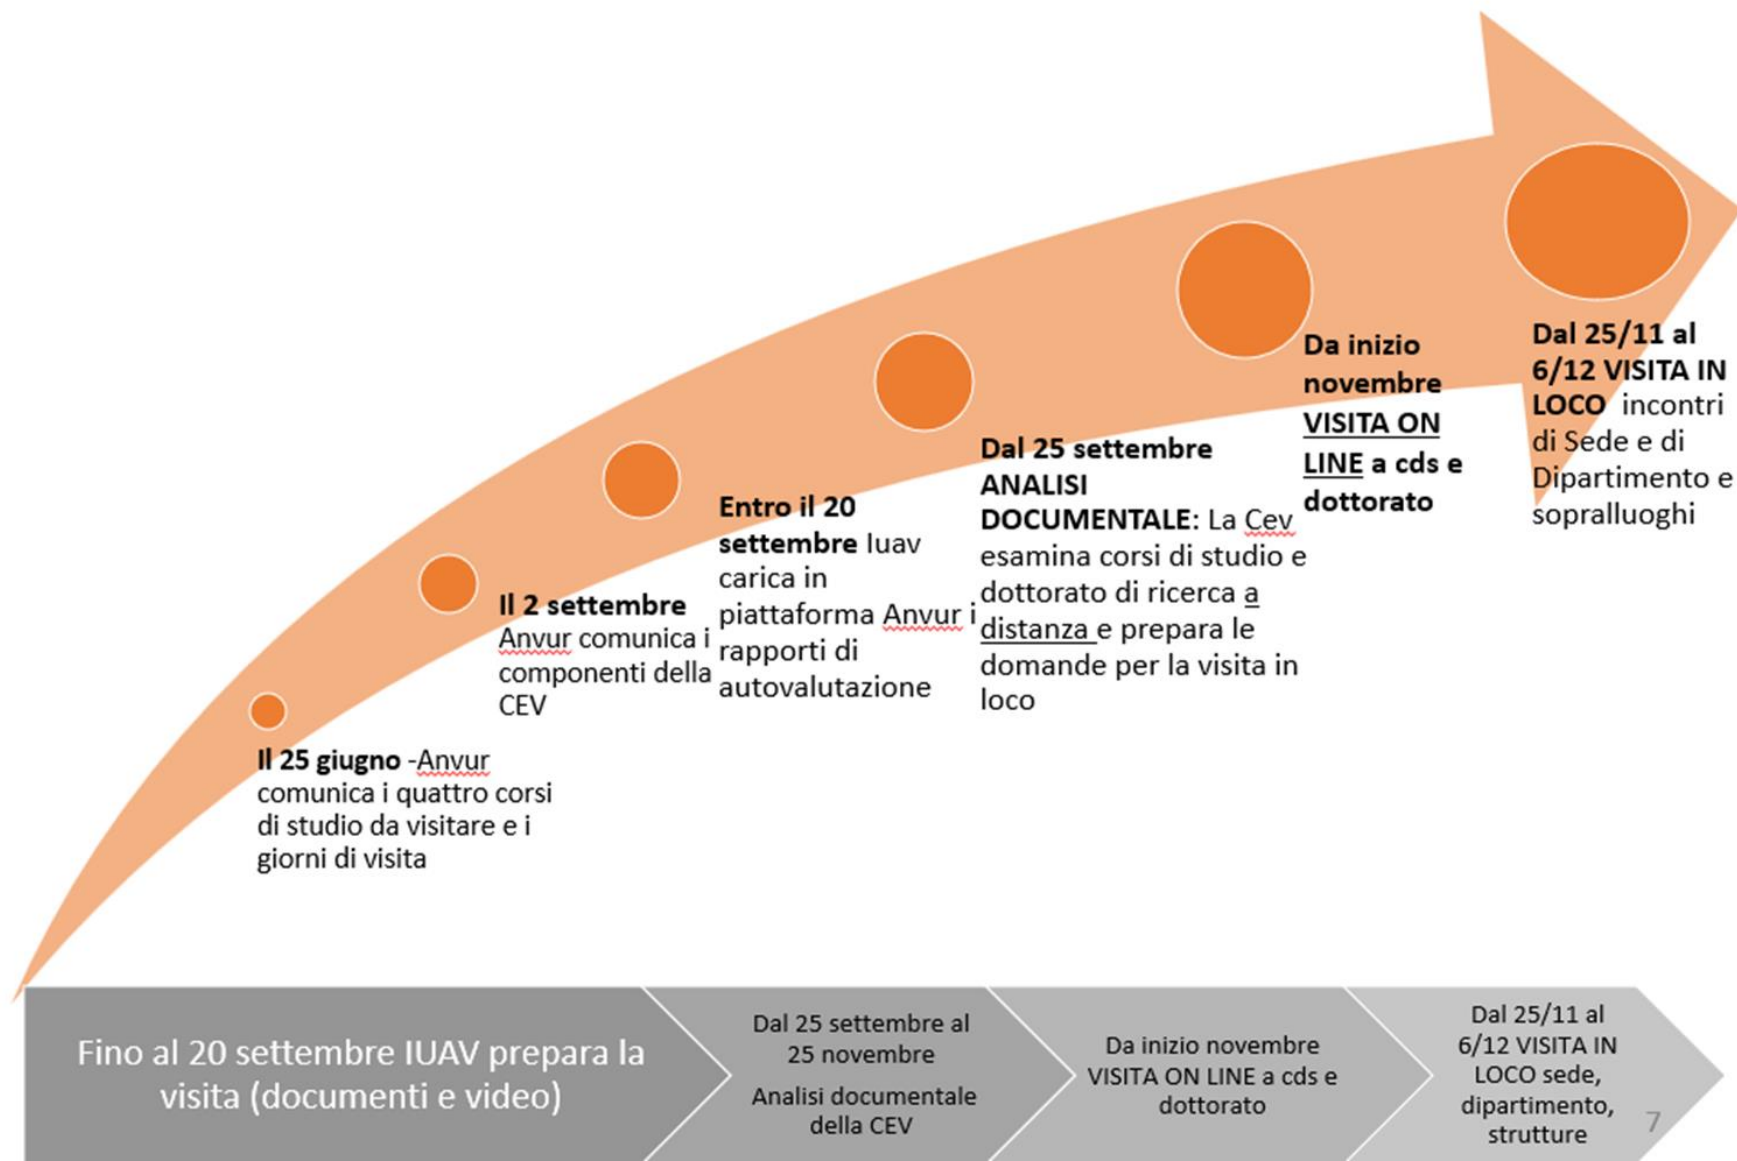 Il 25 giugno -Anvur
comunica i quattro corsi
di studio da visitare e i
giorni di visita
Il 2 settembre
Anvur comunica i
componenti della
CEV
Entro il 20
settembre Iuav
carica in
piattaforma Anvur i
rapporti di
autovalutazione
Dal 25 settembre
ANALISI
DOCUMENTALE: La Cev
esamina corsi di studio e
dottorato di ricerca a
distanza e prepara le
domande per la visita in
loco
Da inizio
novembre
VISITA ON
LINE a cds e
dottorato
Dal 25/11 al
6/12 VISITA IN
LOCO incontri
di Sede e di
Dipartimento e
sopralluoghi
Fino al 20 settembre IUAV prepara la
visita (documenti e video)
Dal 25 settembre al
25 novembre
Analisi documentale
della CEV
Da inizio novembre
VISITA ON LINE a cds e
dottorato
Dal 25/11 al
6/12 VISITA IN
LOCO sede,
dipartimento,
strutture
7